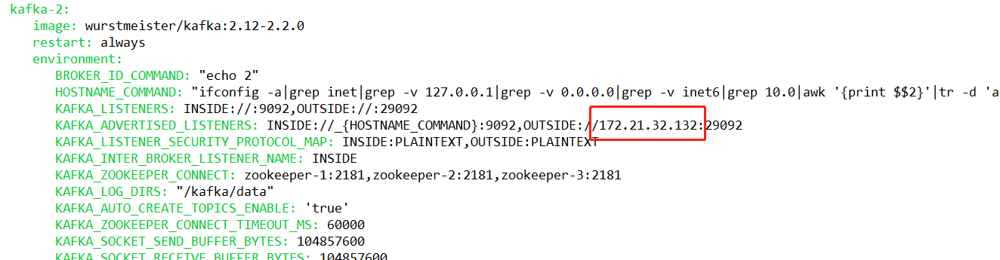 kafka-2:
image: wurstmeister/kafka:2.12-2.2.0
restart: always
environment:
BROKER_ID_COMMAND: "echo 2"
HOSTNAME_COMMAND: "ifconfig -a|grep inet|grep -v 127.0.0.1|grep -v 0.0.0.0|grep -v inet6|grep 10.0|awk '{print $$2}'|tr -d 'a
KAFKA_LISTENERS: INSIDE://:9092,OUTSIDE://:29092
KAFKA_ADVERTISED_LISTENERS: INSIDE://_{HOSTNAME_COMMAND}:9092,OUTSIDE://172.21.32.132:29092
KAFKA_LISTENER_SECURITY_PROTOCOL_MAP: INSIDE:PLAINTEXT,OUTSIDE:PLAINTEXT
KAFKA_INTER_BROKER_LISTENER_NAME: INSIDE
KAFKA_ZOOKEEPER_CONNECT: zookeeper-1:2181,zookeeper-2:2181,zookeeper-3:2181
KAFKA_LOG_DIRS: "/kafka/data"
KAFKA_AUTO_CREATE_TOPICS_ENABLE: 'true'
KAFKA_ZOOKEEPER_CONNECT_TIMEOUT_MS: 60000
KAFKA_SOCKET_SEND_BUFFER_BYTES: 104857600
KAFKA_SOCKET_RECEIVE_BUFFER_BYTES: 104857600